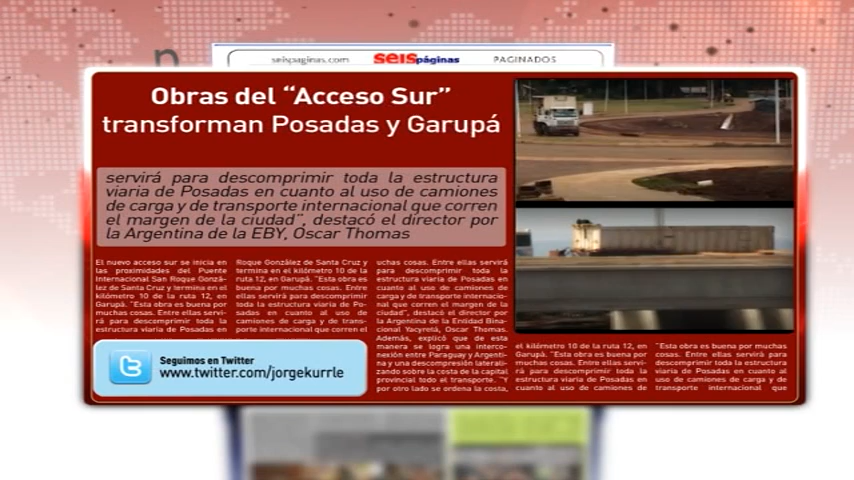 n
seispaginas.com SEISpáginas PAGINADOS
Obras del “Acceso Sur”
transforman Posadas y Garupá
servirá para descomprimir toda la estructura
viaria de Posadas en cuanto al uso de camiones
de carga y de transporte internacional que corren
el margen de la ciudad”, destacó el director por
la Argentina de la EBY, Oscar Thomas
El nuevo acceso sur se inicia en
las proximidades del Puente
Internacional San Roque Gonzá-
lez de Santa Cruz y termina en el
kilómetro 10 de la ruta 12, en
Garupá. “Esta obra es buena por
muchas cosas. Entre ellas servi-
rá para descomprimir toda la
estructura viaria de Posadas en
Roque González de Santa Cruz y
termina en el kilómetro 10 de la
ruta 12, en Garupá. “Esta obra es
buena por muchas cosas. Entre
ellas servirá para descomprimir
toda la estructura viaria de Po-
sadas en cuanto al uso de
camiones de carga y de trans-
porte internacional que corren el
uchas cosas. Entre ellas servirá
para descomprimir toda la
estructura viaria de Posadas en
cuanto al uso de camiones de
carga y de transporte internacio-
nal que corren el margen de la
ciudad”, destacó el director por
la Argentina de la Entidad Bina-
cional Yacyretá, Oscar Thomas.
Además, explicó que de esta
manera se logra una interco-
nexión entre Paraguay y Argenti-
na y una descompresión laterali-
zando sobre la costa de la capital
provincial todo el transporte. “Y
por otro lado se ordena la costa,
el kilómetro 10 de la ruta 12, en
Garupá. “Esta obra es buena por
muchas cosas. Entre ellas servi-
rá para descomprimir toda la
estructura viaria de Posadas en
cuanto al uso de camiones de
“Esta obra es buena por muchas
cosas. Entre ellas servirá para
descomprimir toda la estructura
viaria de Posadas en cuanto al
uso de camiones de carga y de
transporte internacional que
Seguimos en Twitter
www.twitter.com/jorgekurrle